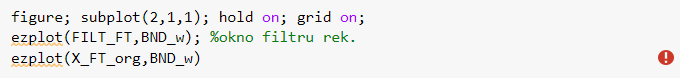 figure; subplot(2,1,1); hold on; grid on;
ezplot(FILT_FT,BND_w); %okno filtru rek.
ezplot(X_FT_org,BND_w)